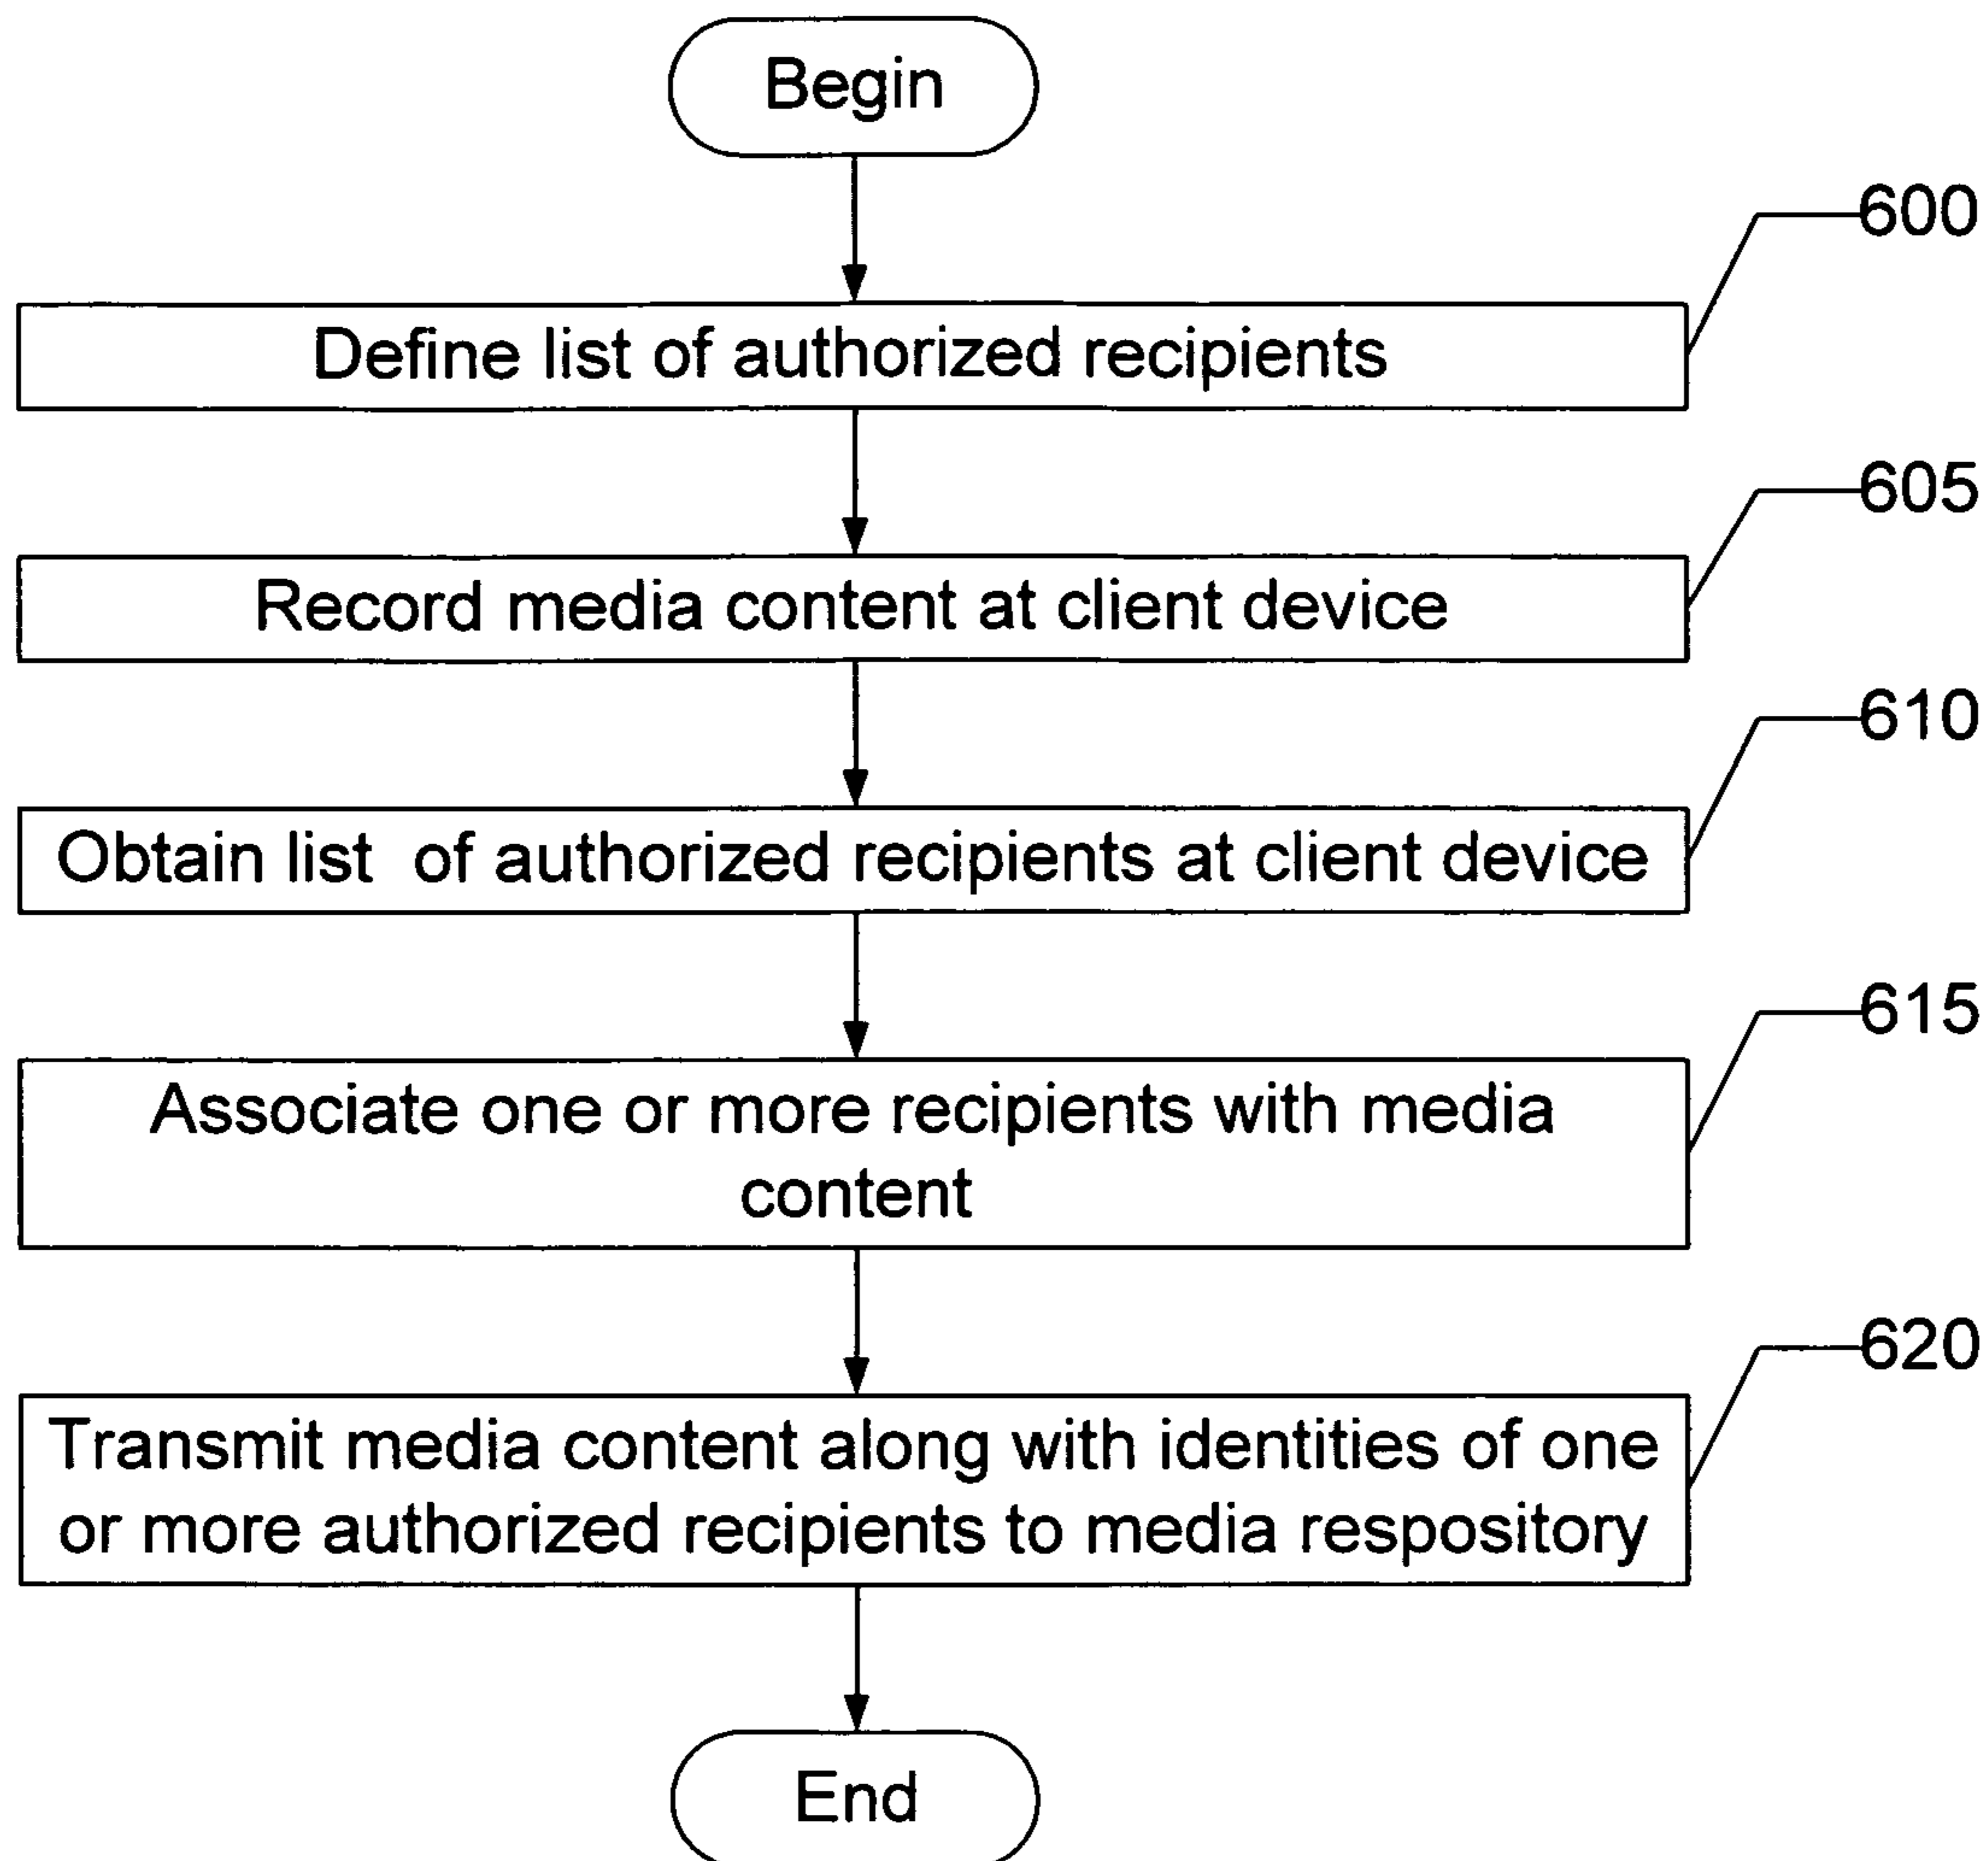 Begin
600
Define list of authorized recipients
605
Record media content at client device
610
Obtain list of authorized recipients at client device
615
Associate one or more recipients with media
content
620
Transmit media content along with identities of one
or more authorized recipients to media respository
End